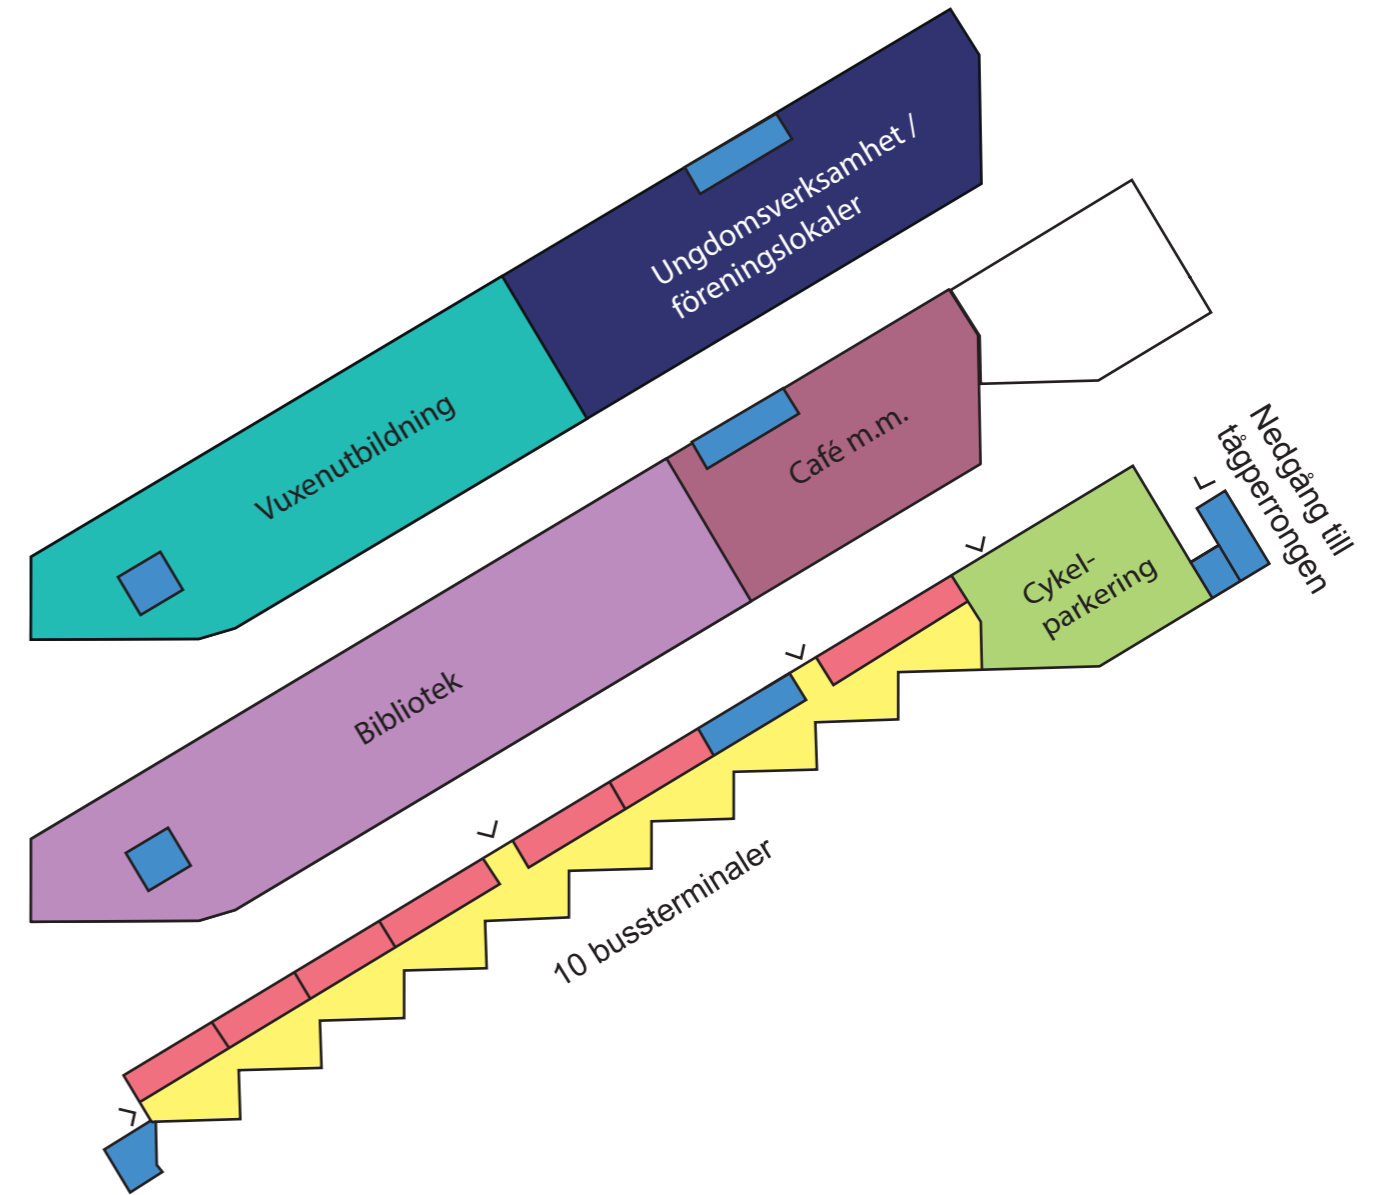 Ungdomsverksamhet /
föreningslokaler
Vuxenutbildning
Café m.m.
Bibliotek
Nedgång till
tågperrongen
Cykel-
parkering
10 bussterminaler